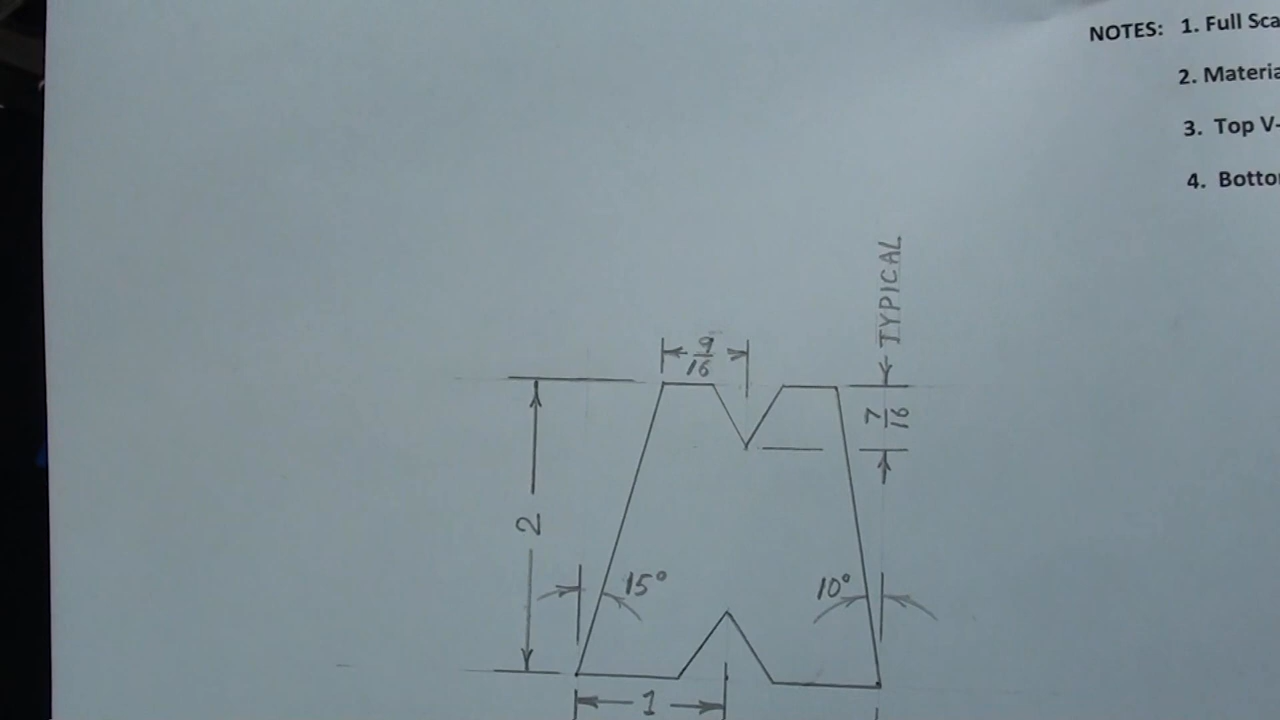 NOTES: 1. Full Sca
2. Materia
3. Top V-
4. Botto
TYPICAL
9/16
7/16
2
15°
10°
1